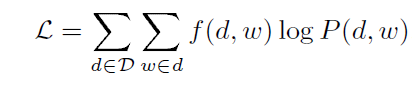 ℒ = ∑_{d∈𝒟} ∑_{w∈d} f(d, w) log P(d, w)